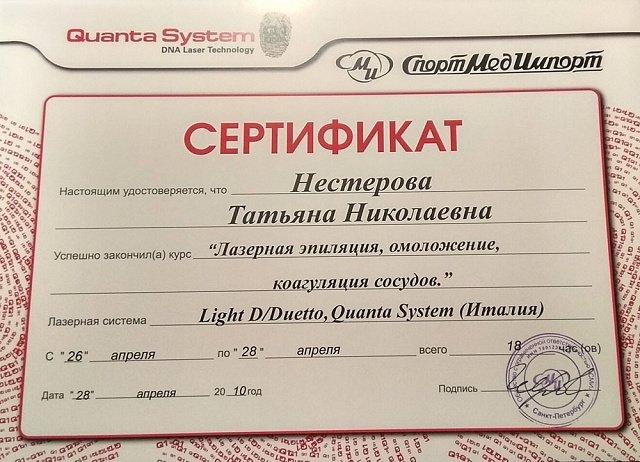 Quanta System
DNA Laser Technology
СпортМедИмпорт
СЕРТИФИКАТ
Настоящим удостоверяется, что Нестерова
Татьяна Николаевна
Успешно закончил(а) курс “Лазерная эпиляция, омоложение,
коагуляция сосудов.”
Лазерная система Light D/Duetto, Quanta System (Италия)
С "26" апреля по "28" апреля всего 18 час (ов)
Дата "28" апреля 2010год Подпись
Санкт-Петербург